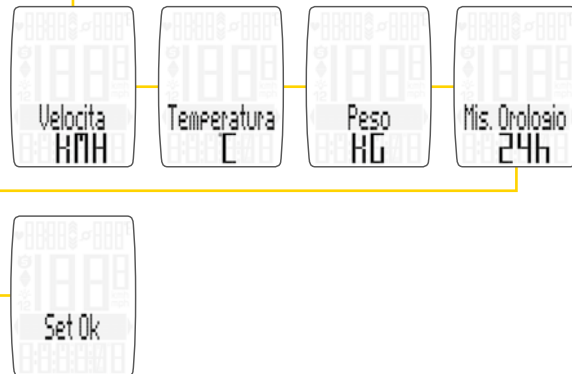 Velocita
KMH
Temperatura
C
Peso
KG
Mis. Orologio
24h
Set Ok